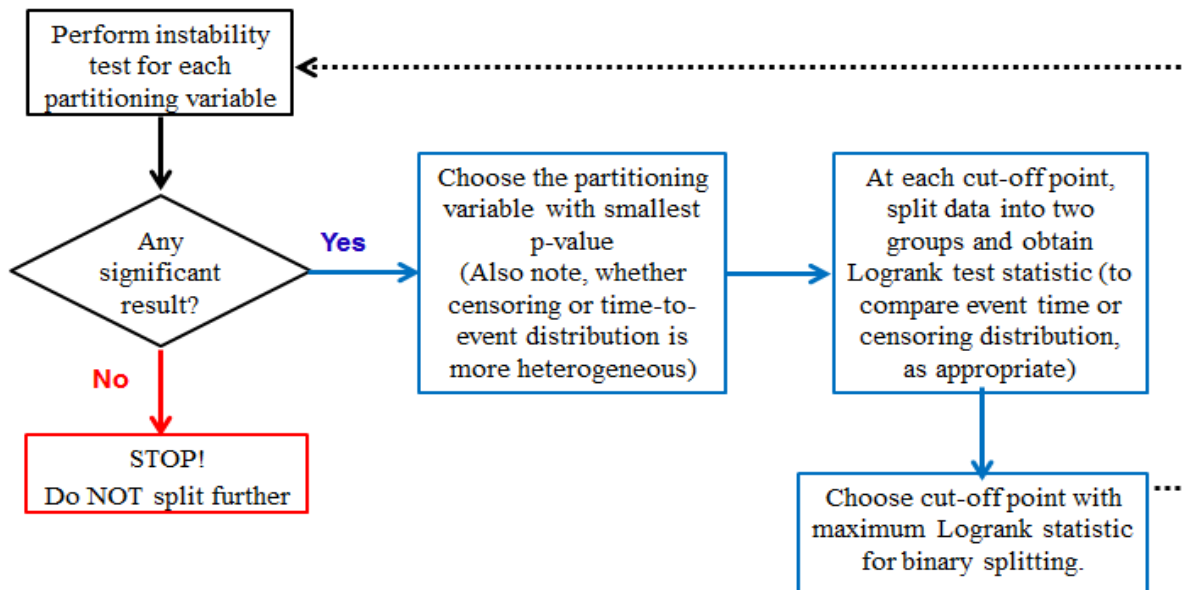 Perform instability
test for each
partitioning variable
Any
significant
result?
Yes
Choose the partitioning
variable with smallest
p-value
(Also note, whether
censoring or time-to-
event distribution is
more heterogeneous)
At each cut-off point,
split data into two
groups and obtain
Logrank test statistic (to
compare event time or
censoring distribution,
as appropriate)
No
STOP!
Do NOT split further
Choose cut-off point with
maximum Logrank statistic
for binary splitting.